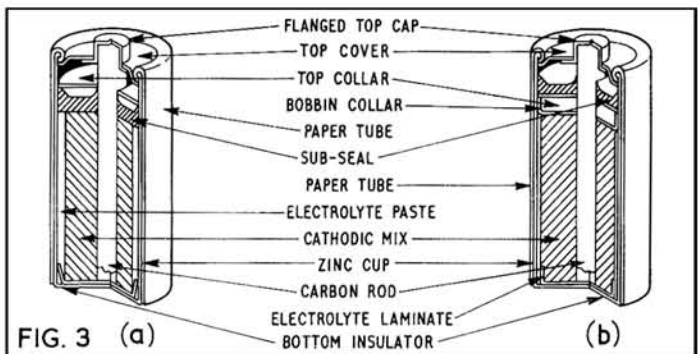 FLANGED TOP CAP
TOP COVER
TOP COLLAR
BOBBIN COLLAR
PAPER TUBE
SUB-SEAL
PAPER TUBE
ELECTROLYTE PASTE
CATHODIC MIX
ZINC CUP
CARBON ROD
ELECTROLYTE LAMINATE
FIG. 3 (a) BOTTOM INSULATOR (b)